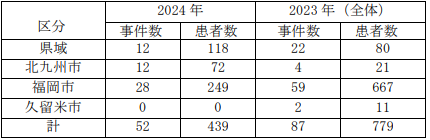 区分 2024 年 2023 年（全体）
事件数 患者数 事件数 患者数
県域 12 118 22 80
北九州市 12 72 4 21
福岡市 28 249 59 667
久留米市 0 0 2 11
計 52 439 87 779